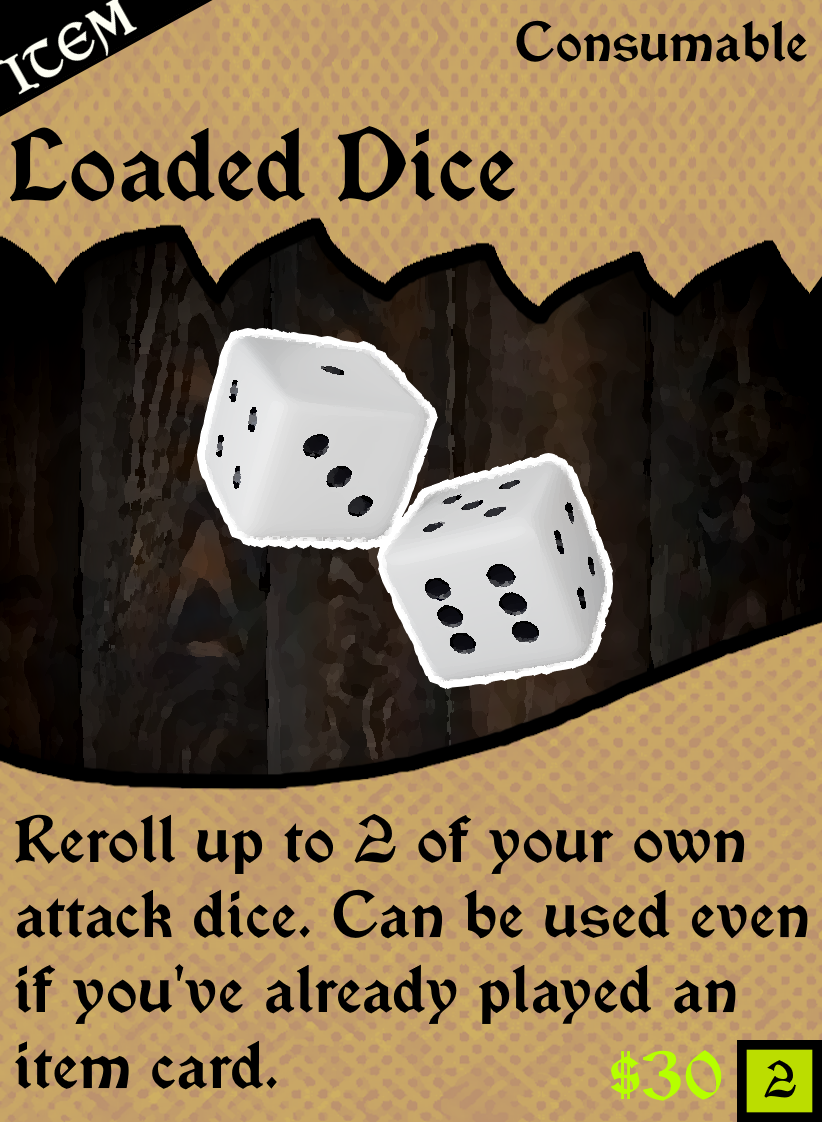 ITEM
Consumable
Loaded Dice
Reroll up to 2 of your own
attack dice. Can be used even
if you've already played an
item card.
$30
2